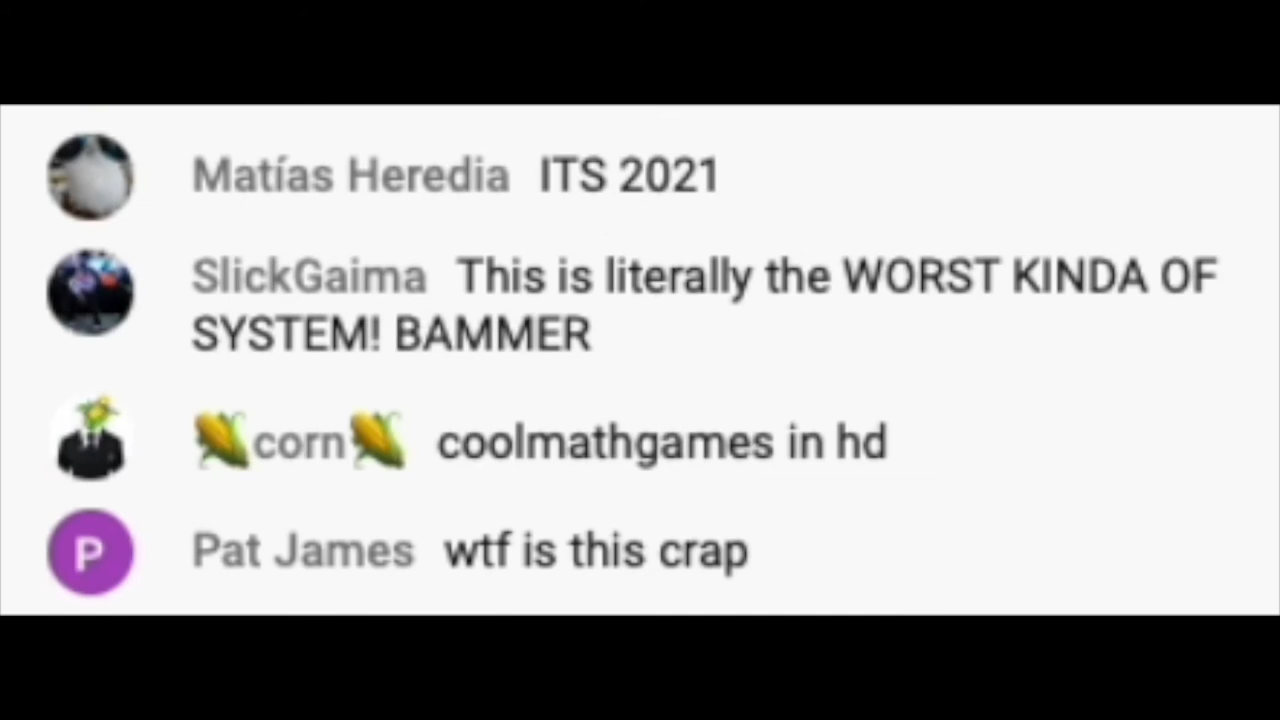 Matías Heredia ITS 2021
SlickGaima This is literally the WORST KINDA OF
SYSTEM! BAMMER
🌽corn🌽 coolmathgames in hd
P Pat James wtf is this crap